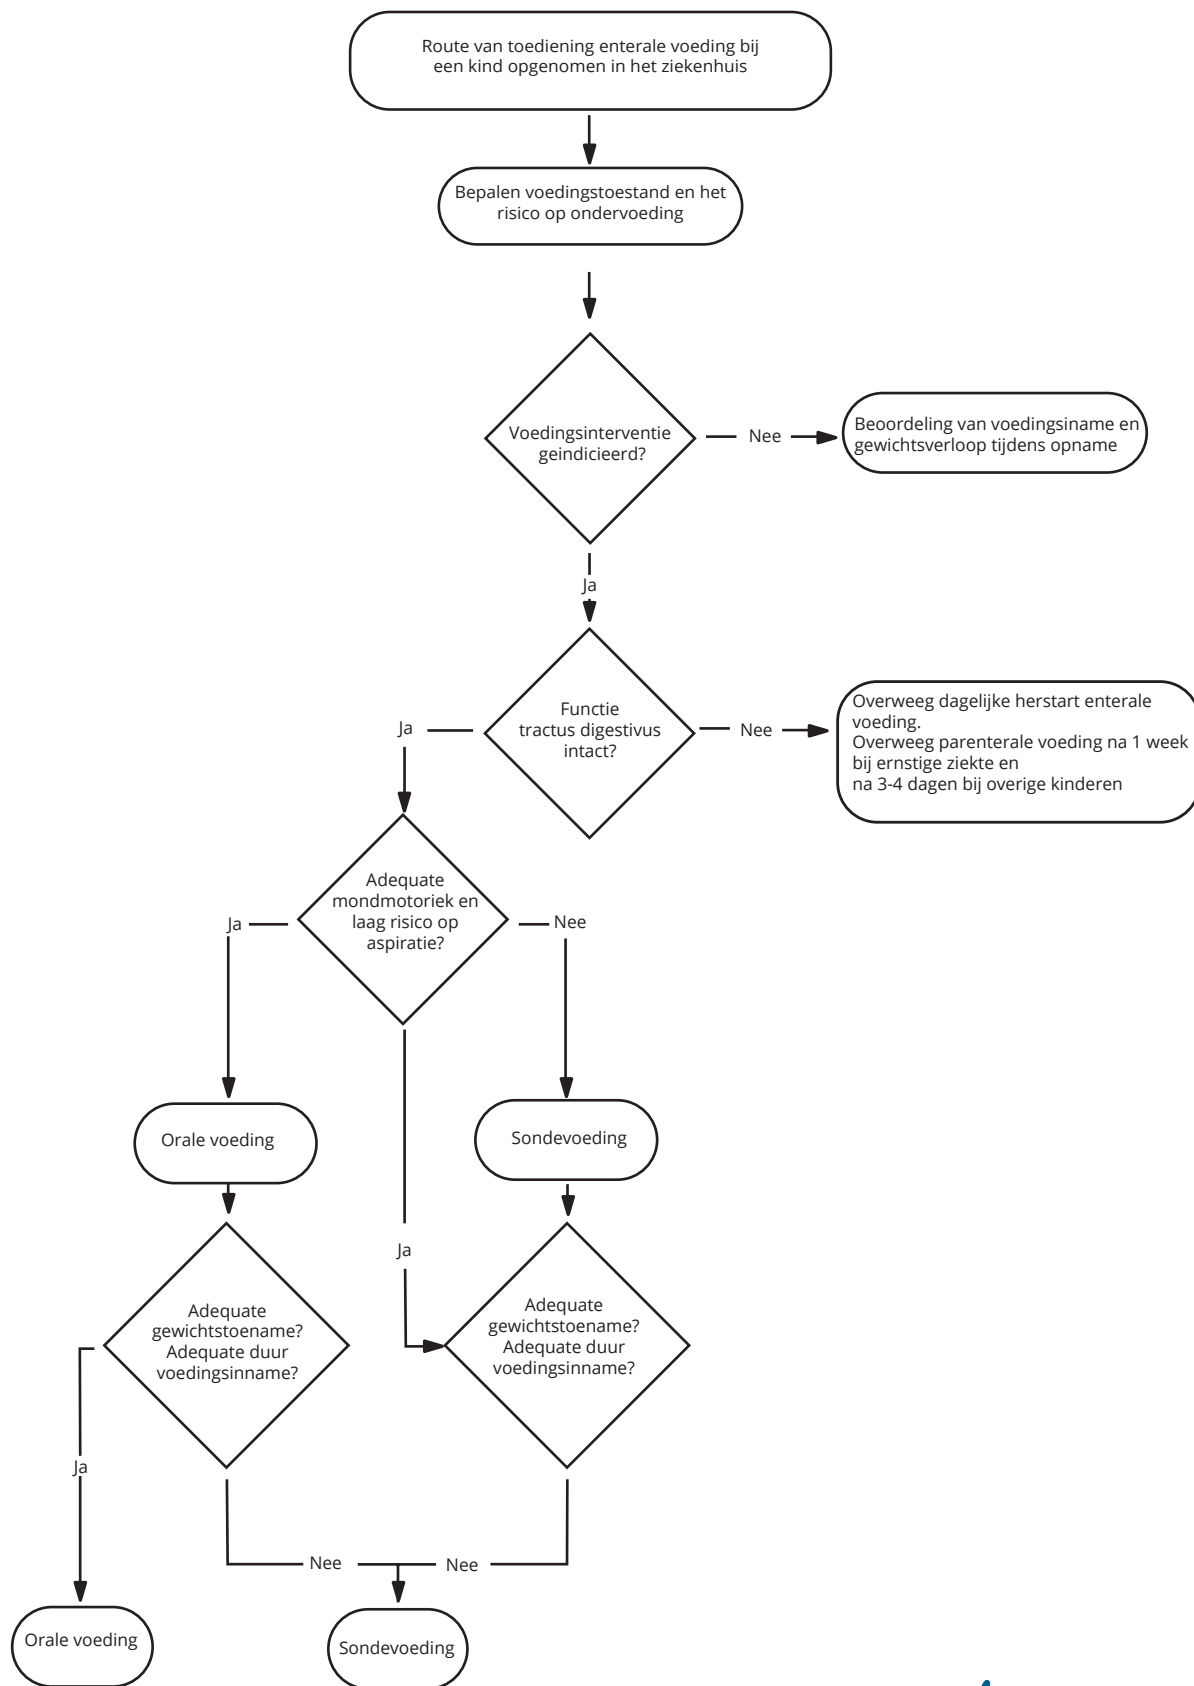 Route van toediening enterale voeding bij
een kind opgenomen in het ziekenhuis
Bepalen voedingstoestand en het
risico op ondervoeding
Voedingsinterventie
geindicieerd?
Nee
Beoordeling van voedingsiname en
gewichtsverloop tijdens opname
Ja
Functie
tractus digestivus
intact?
Ja
Nee
Overweeg dagelijke herstart enterale
voeding.
Overweeg parenterale voeding na 1 week
bij ernstige ziekte en
na 3-4 dagen bij overige kinderen
Adequate
mondmotoriek en
laag risico op
aspiratie?
Ja
Nee
Orale voeding
Sondevoeding
Ja
Adequate
gewichtstoename?
Adequate duur
voedingsinname?
Adequate
gewichtstoename?
Adequate duur
voedingsinname?
Ja
Nee
Nee
Orale voeding
Sondevoeding